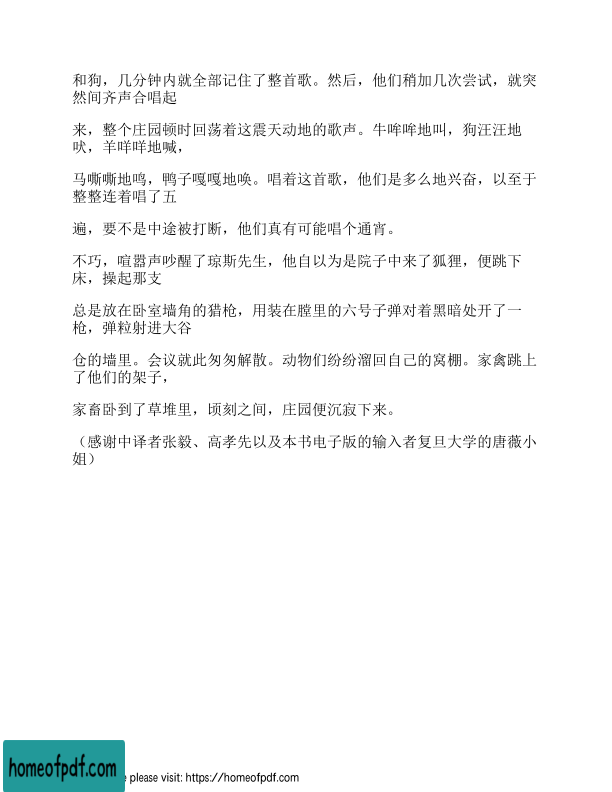 和狗，几分钟内就全部记住了整首歌。然后，他们稍加几次尝试，就突
然间齐声合唱起
来，整个庄园顿时回荡着这震天动地的歌声。牛哞哞地叫，狗汪汪地
吠，羊咩咩地喊，
马嘶嘶地鸣，鸭子嘎嘎地唤。唱着这首歌，他们是多么地兴奋，以至于
整整连着唱了五
遍，要不是中途被打断，他们真有可能唱个通宵。
不巧，喧嚣声吵醒了琼斯先生，他自以为是院子中来了狐狸，便跳下
床，操起那支
总是放在卧室墙角的猎枪，用装在膛里的六号子弹对着黑暗处开了一
枪，弹粒射进大谷
仓的墙里。会议就此匆匆解散。动物们纷纷溜回自己的窝棚。家禽跳上
了他们的架子，
家畜卧到了草堆里，顷刻之间，庄园便沉寂下来。
（感谢中译者张毅、高孝先以及本书电子版的输入者复旦大学的唐薇小
姐）
homeofpdf.com
e please visit: https://homeofpdf.com